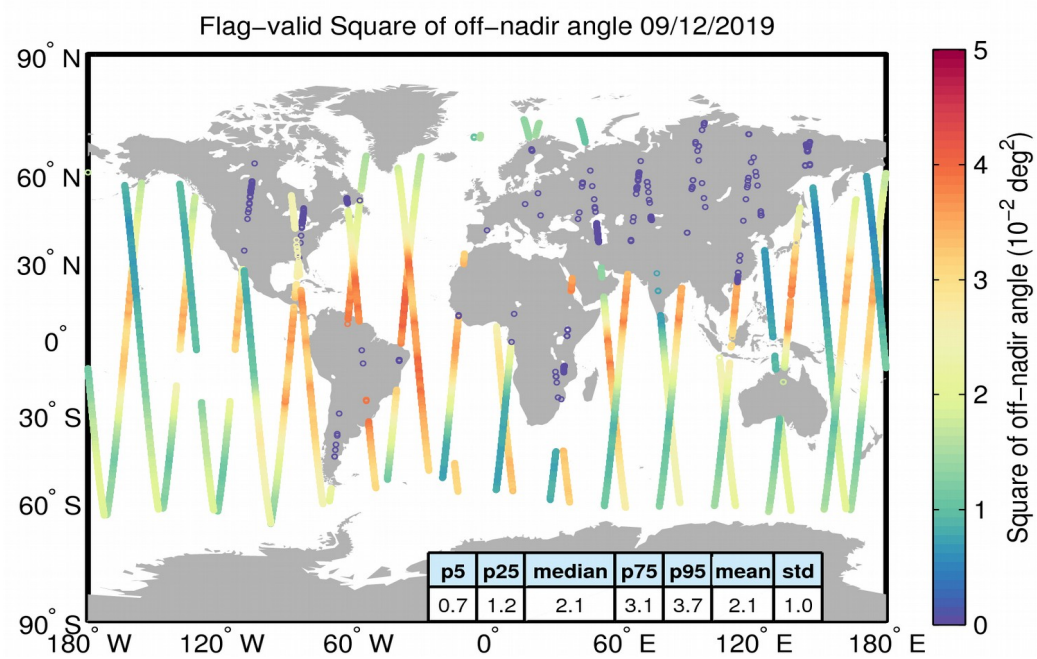 Flag−valid Square of off−nadir angle 09/12/2019
90° N
60° N
30° N
0°
30° S
60° S
90° S
180° W
120° W
60° W
0°
60° E
120° E
180° E
5
4
3
2
1
0
Square of off−nadir angle (10⁻² deg²)
p5 p25 median p75 p95 mean std
0.7 1.2 2.1 3.1 3.7 2.1 1.0